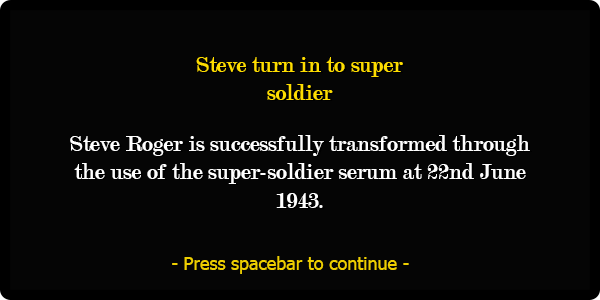 Steve turn in to super
soldier
Steve Roger is successfully transformed through
the use of the super-soldier serum at 22nd June
1943.
- Press spacebar to continue -